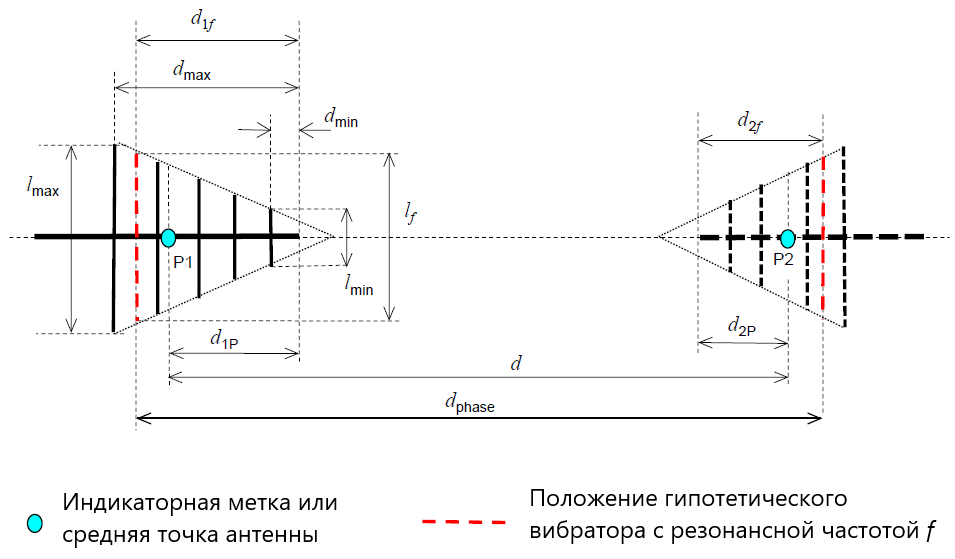 d1f
dmax
dmin
d2f
lmax
lf
P1
P2
lmin
d1P
d2P
d
dphase
Индикаторная метка или
средняя точка антенны
Положение гипотетического
вибратора с резонансной частотой f